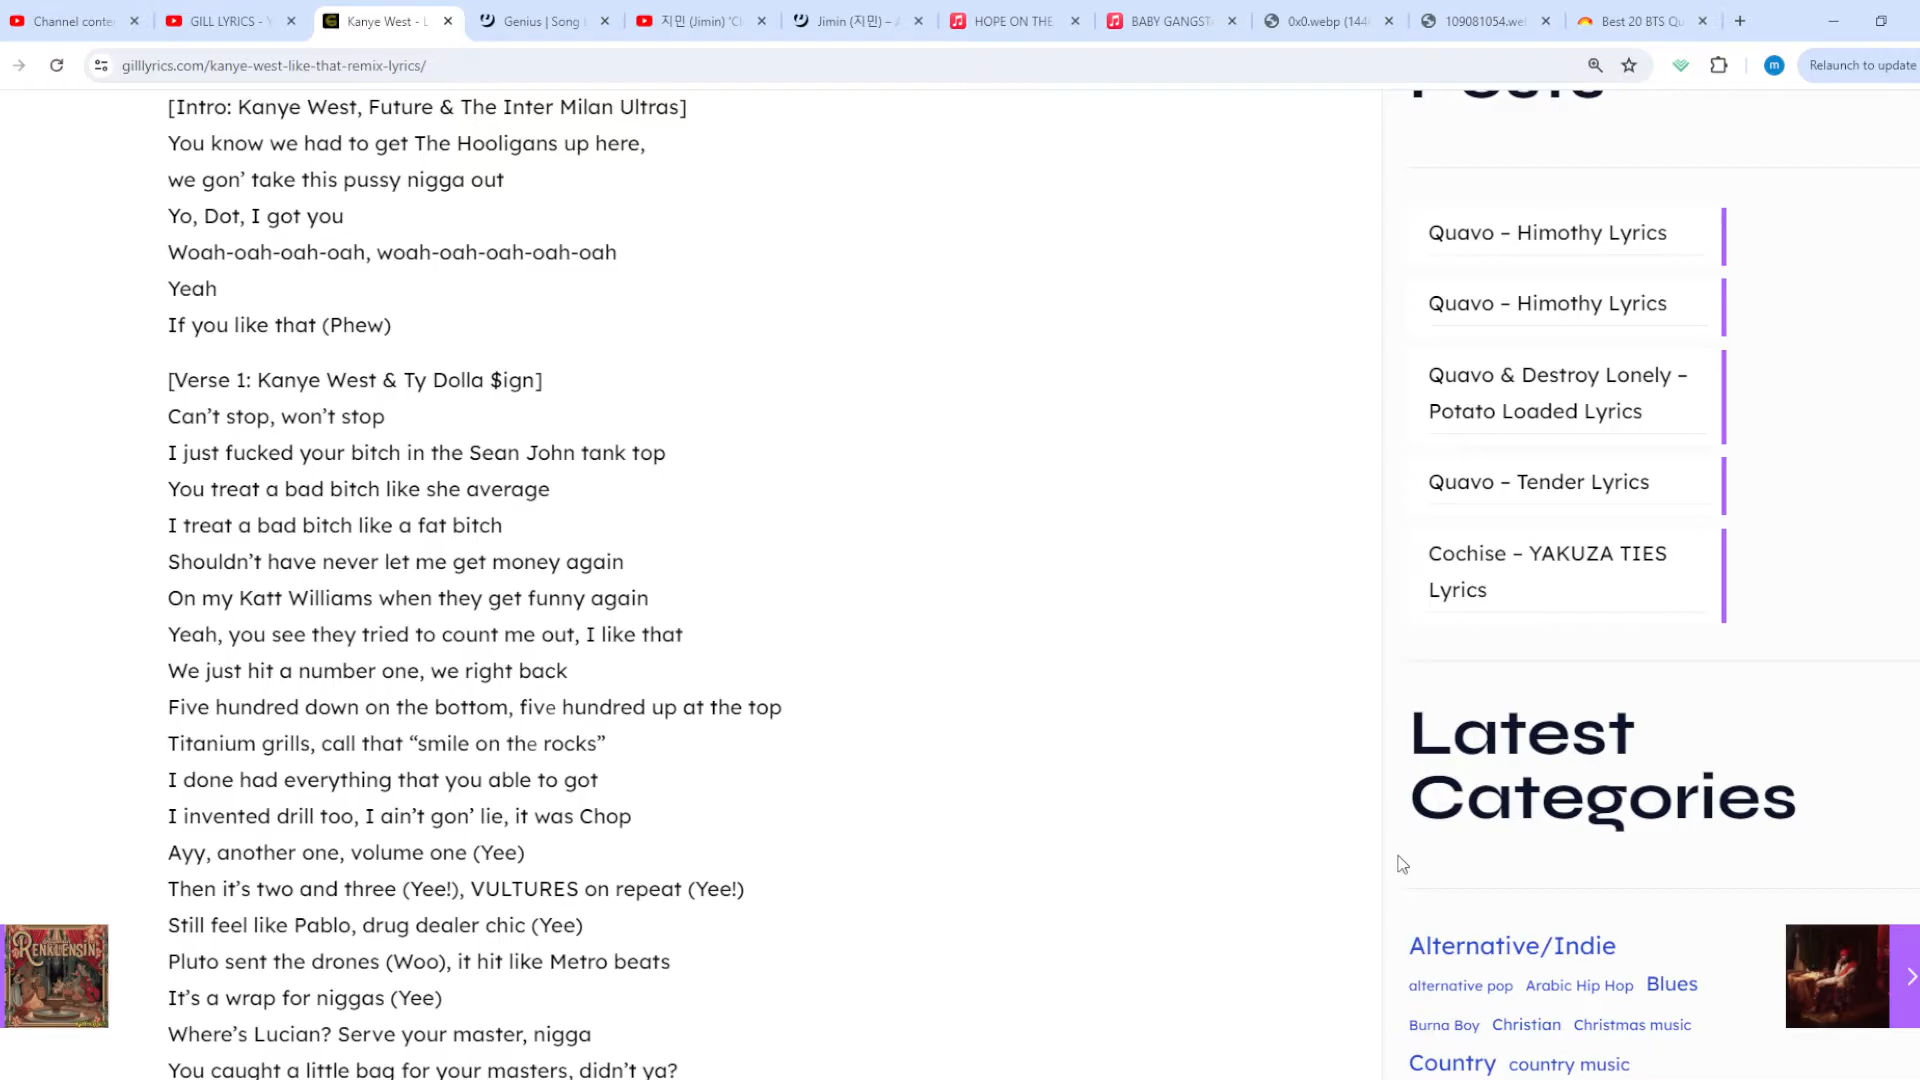 Channel conte
GILL LYRICS - Y
Kanye West - L
Genius | Song L
지민 (Jimin) 'Cl
Jimin (지민) – A
HOPE ON THE
BABY GANGST
0x0.webp (144
109081054.we
Best 20 BTS Qu
gilllyrics.com/kanye-west-like-that-remix-lyrics/
m
Relaunch to update
Posts
[Intro: Kanye West, Future & The Inter Milan Ultras]
You know we had to get The Hooligans up here,
we gon’ take this pussy nigga out
Yo, Dot, I got you
Woah-oah-oah-oah, woah-oah-oah-oah-oah
Yeah
If you like that (Phew)
[Verse 1: Kanye West & Ty Dolla $ign]
Can’t stop, won’t stop
I just fucked your bitch in the Sean John tank top
You treat a bad bitch like she average
I treat a bad bitch like a fat bitch
Shouldn’t have never let me get money again
On my Katt Williams when they get funny again
Yeah, you see they tried to count me out, I like that
We just hit a number one, we right back
Five hundred down on the bottom, five hundred up at the top
Titanium grills, call that “smile on the rocks”
I done had everything that you able to got
I invented drill too, I ain’t gon’ lie, it was Chop
Ayy, another one, volume one (Yee)
Then it’s two and three (Yee!), VULTURES on repeat (Yee!)
Still feel like Pablo, drug dealer chic (Yee)
Pluto sent the drones (Woo), it hit like Metro beats
It’s a wrap for niggas (Yee)
Where’s Lucian? Serve your master, nigga
You caught a little bag for your masters, didn’t ya?
Quavo – Himothy Lyrics
Quavo – Himothy Lyrics
Quavo & Destroy Lonely –
Potato Loaded Lyrics
Quavo – Tender Lyrics
Cochise – YAKUZA TIES
Lyrics
Latest
Categories
Alternative/Indie
alternative pop Arabic Hip Hop Blues
Burna Boy Christian Christmas music
Country country music
RENKLENSIN